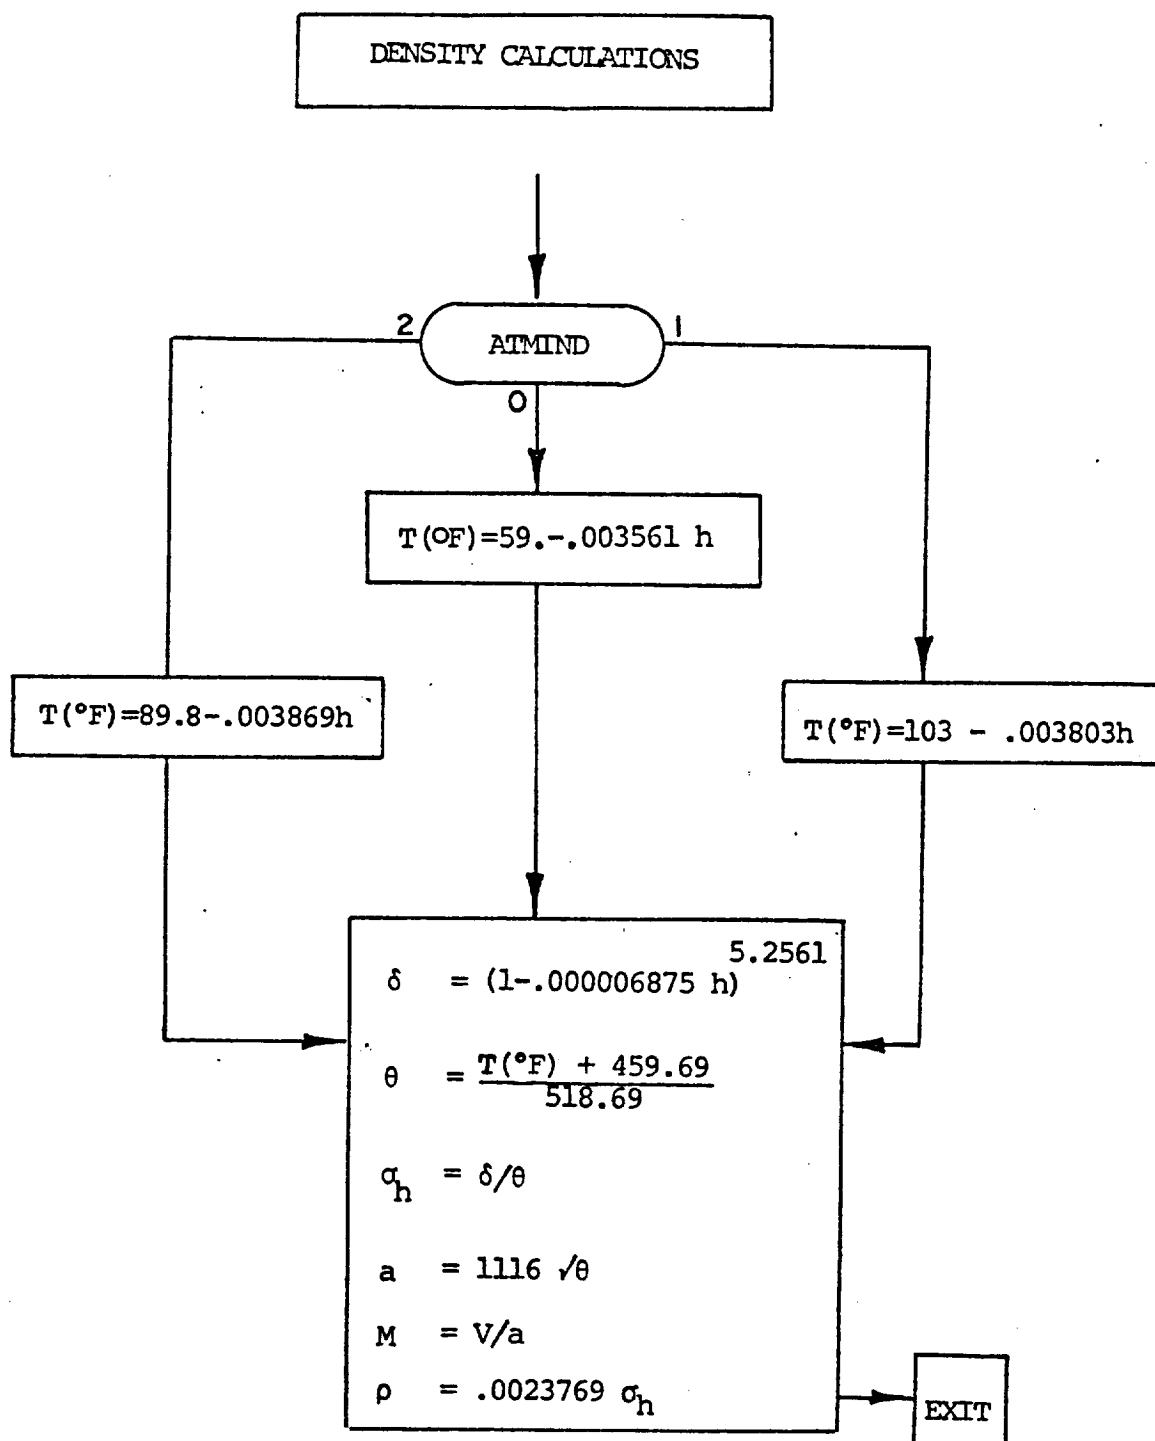 DENSITY CALCULATIONS
2
ATMIND
1
0
T(OF)=59.-.003561 h
T(°F)=89.8-.003869h
T(°F)=103 - .003803h
5.2561
δ = (1-.000006875 h)
θ = T(°F) + 459.69
518.69
σh = δ/θ
a = 1116 √θ
M = V/a
ρ = .0023769 σh
EXIT